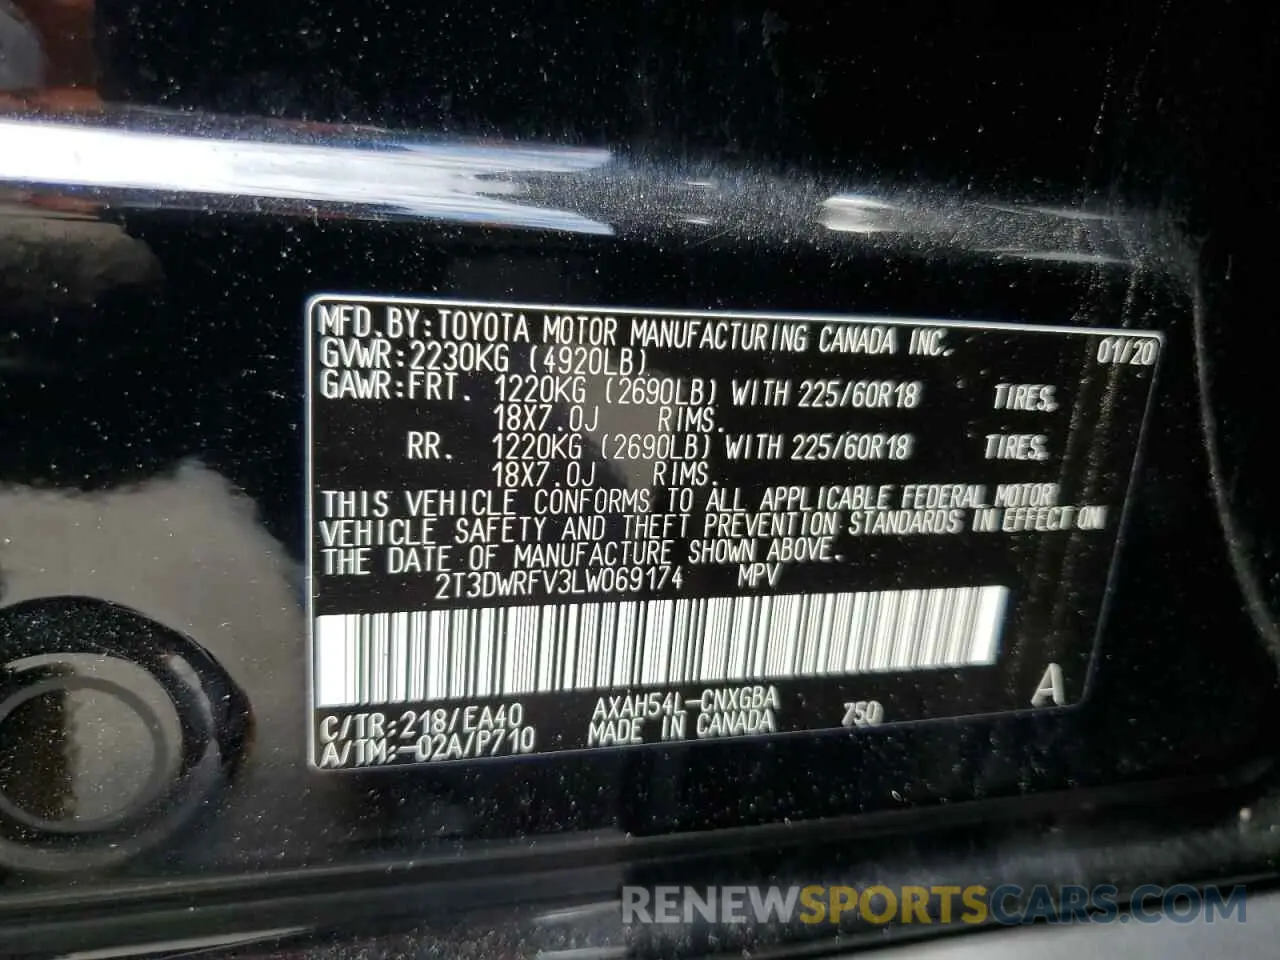 MFD.BY:TOYOTA MOTOR MANUFACTURING CANADA INC. 01/20
GVWR:2230KG (4920LB)
GAWR:FRT. 1220KG (2690LB) WITH 225/60R18 TIRES.
18X7.0J RIMS.
RR. 1220KG (2690LB) WITH 225/60R18 TIRES.
18X7.0J RIMS.
THIS VEHICLE CONFORMS TO ALL APPLICABLE FEDERAL MOTOR
VEHICLE SAFETY AND THEFT PREVENTION STANDARDS IN EFFECT ON
THE DATE OF MANUFACTURE SHOWN ABOVE.
2T3DWRFV3LW069174 MPV
C/TR:218/EA40 AXAH54L-CNXGBA A
A/TM:-02A/P710 MADE IN CANADA 750
RENEWSPORTSCARS.COM